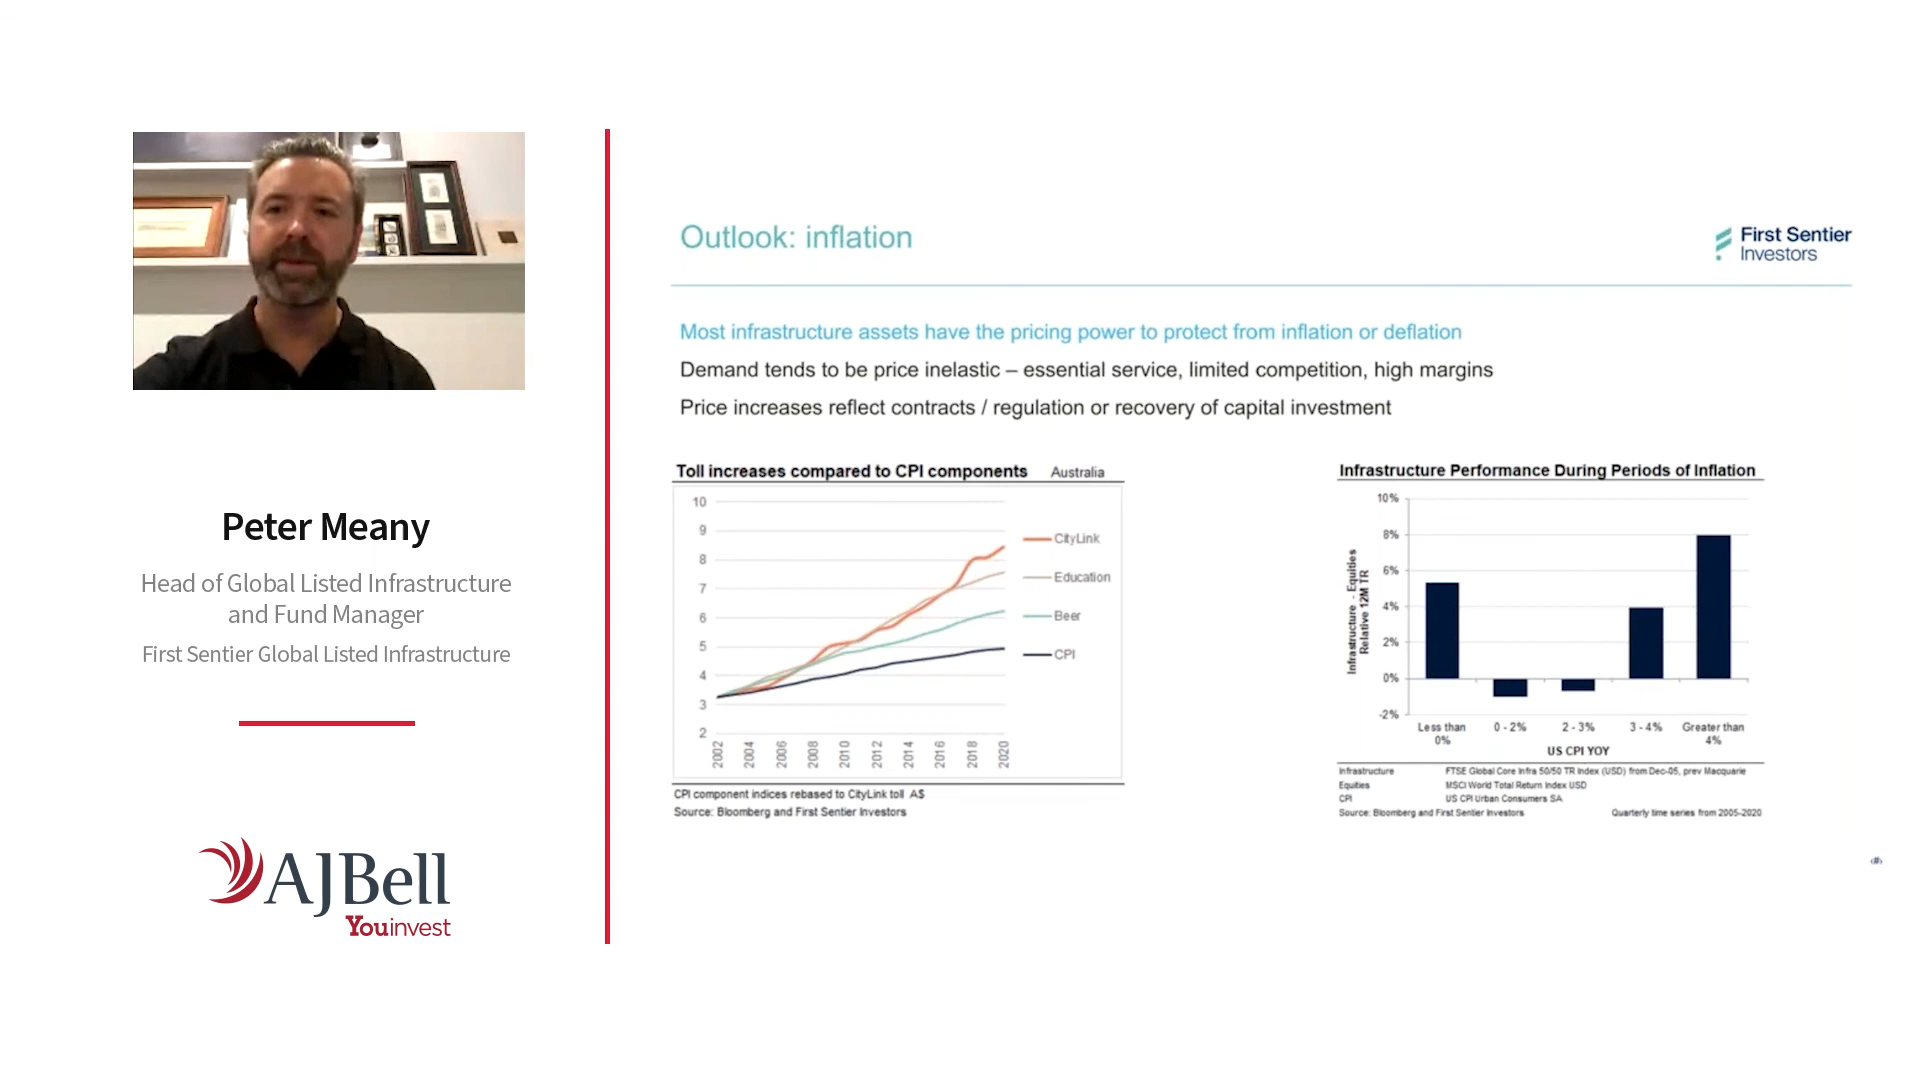 Peter Meany
Head of Global Listed Infrastructure
and Fund Manager
First Sentier Global Listed Infrastructure
AJBell
Youinvest
Outlook: inflation
First Sentier
Investors
Most infrastructure assets have the pricing power to protect from inflation or deflation
Demand tends to be price inelastic – essential service, limited competition, high margins
Price increases reflect contracts / regulation or recovery of capital investment
Toll increases compared to CPI components Australia
10
9
8
7
6
5
4
3
2
2002 2004 2006 2008 2010 2012 2014 2016 2018 2020
CityLink
Education
Beer
CPI
CPI component indices rebased to CityLink toll A$
Source: Bloomberg and First Sentier Investors
Infrastructure Performance During Periods of Inflation
Infrastructure - Equities
Relative 12M TR
10%
8%
6%
4%
2%
0%
-2%
Less than 0% 0 - 2% 2 - 3% 3 - 4% Greater than 4%
US CPI YOY
Infrastructure FTSE Global Core Infra 50/50 TR Index (USD) from Dec-05, prev Macquarie
Equities MSCI World Total Return Index USD
CPI US CPI Urban Consumers SA
Source: Bloomberg and First Sentier Investors Quarterly time series from 2005-2020